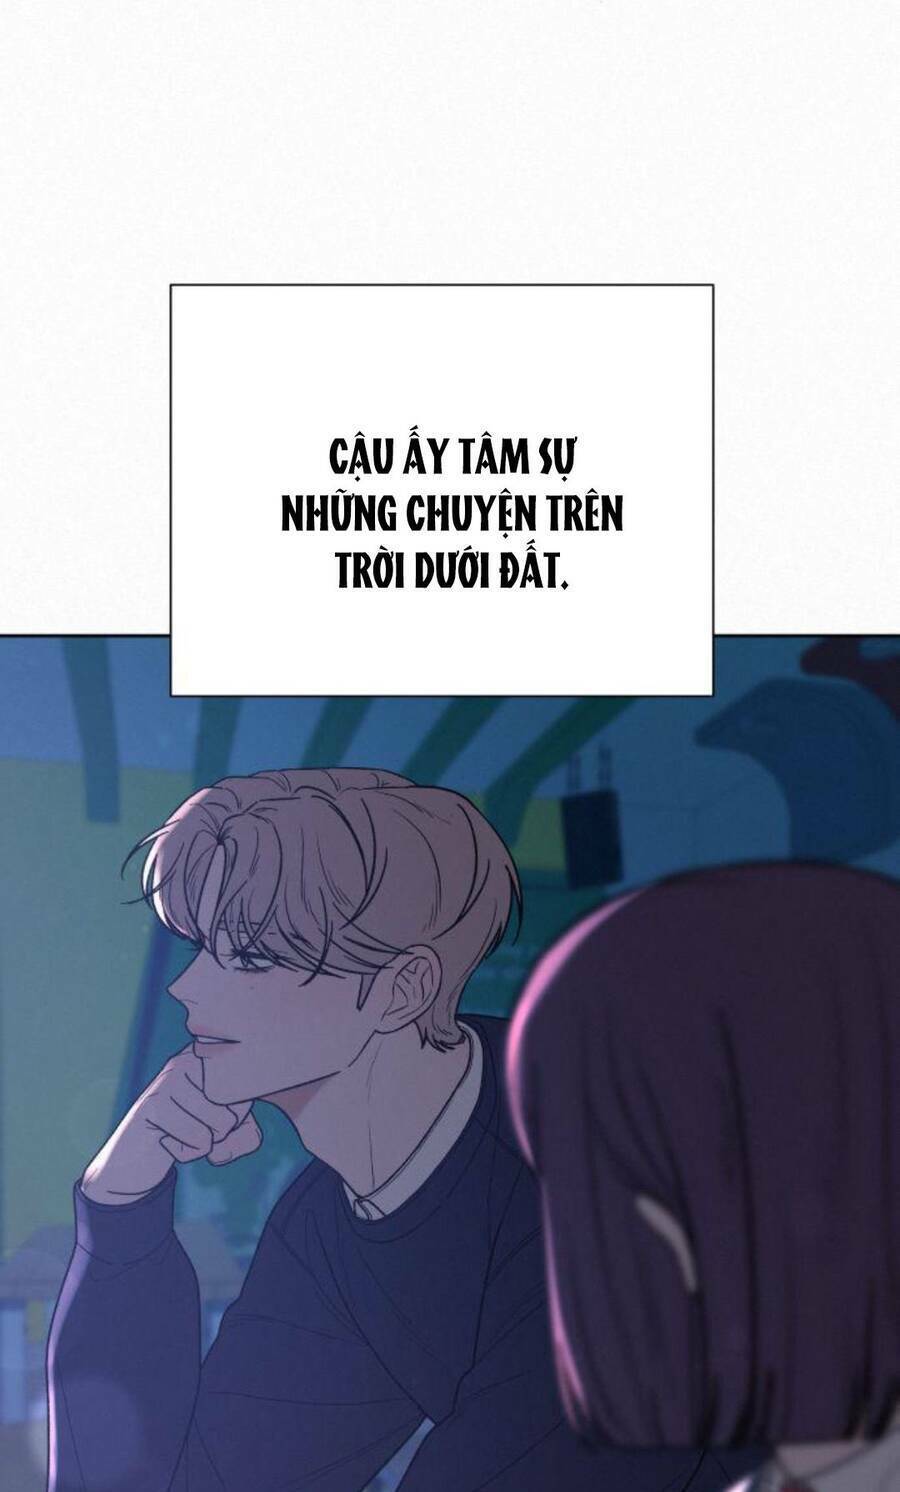 CẬU ẤY TÂM SỰ
NHỮNG CHUYỆN TRÊN
TRỜI DƯỚI ĐẤT.